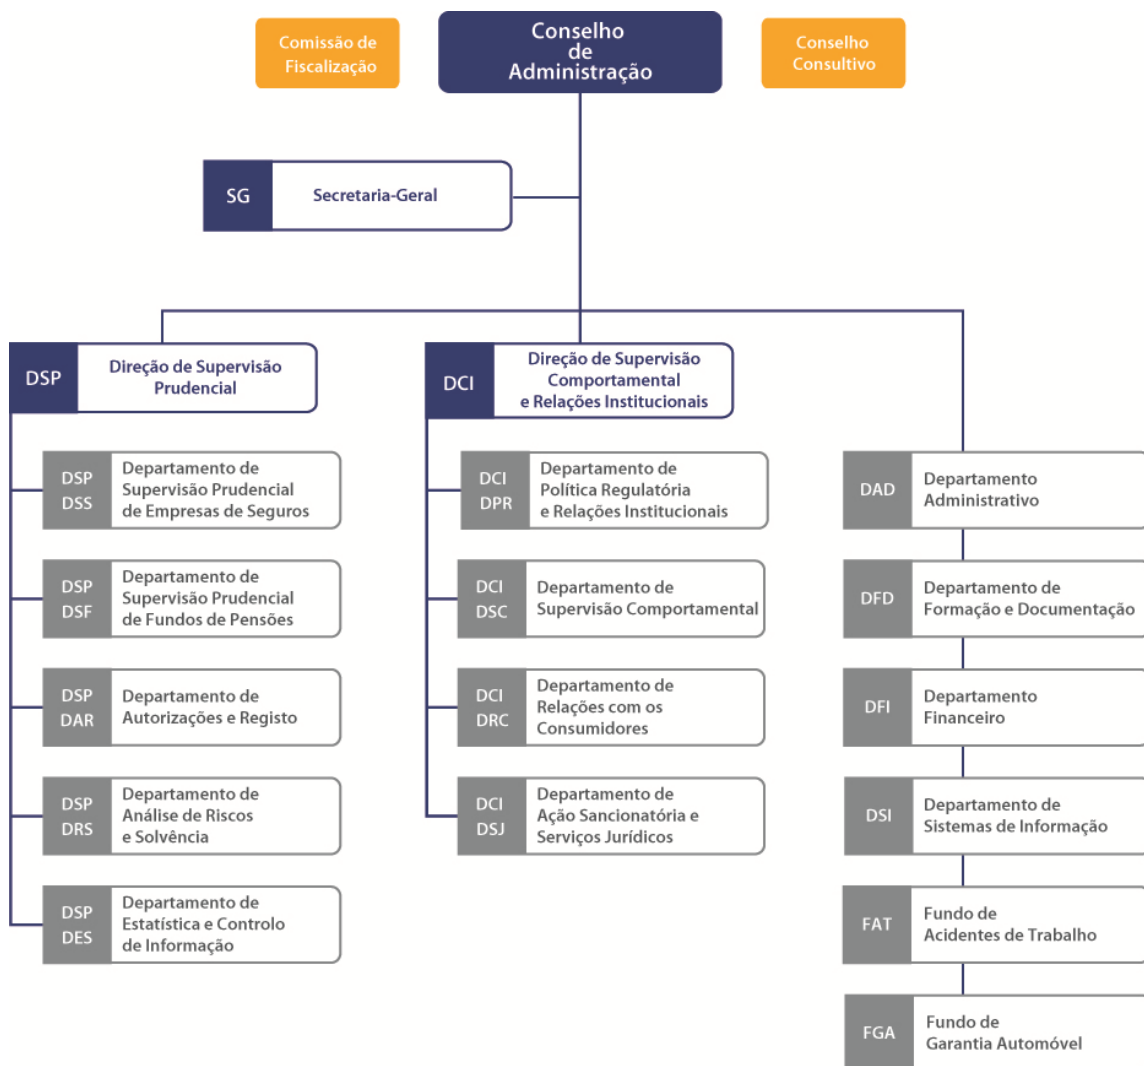 Comissão de
Fiscalização
Conselho
de
Administração
Conselho
Consultivo
SG
Secretaria-Geral
DSP
Direção de Supervisão
Prudencial
DCI
Direção de Supervisão
Comportamental
e Relações Institucionais
DSP
DSS
Departamento de
Supervisão Prudencial
de Empresas de Seguros
DSP
DSF
Departamento de
Supervisão Prudencial
de Fundos de Pensões
DSP
DAR
Departamento de
Autorizações e Registo
DSP
DRS
Departamento de
Análise de Riscos
e Solvência
DSP
DES
Departamento de
Estatística e Controlo
de Informação
DCI
DPR
Departamento de
Política Regulatória
e Relações Institucionais
DCI
DSC
Departamento de
Supervisão Comportamental
DCI
DRC
Departamento de
Relações com os
Consumidores
DCI
DSJ
Departamento de
Ação Sancionatória e
Serviços Jurídicos
DAD
Departamento
Administrativo
DFD
Departamento de
Formação e Documentação
DFI
Departamento
Financeiro
DSI
Departamento de
Sistemas de Informação
FAT
Fundo de
Acidentes de Trabalho
FGA
Fundo de
Garantia Automóvel